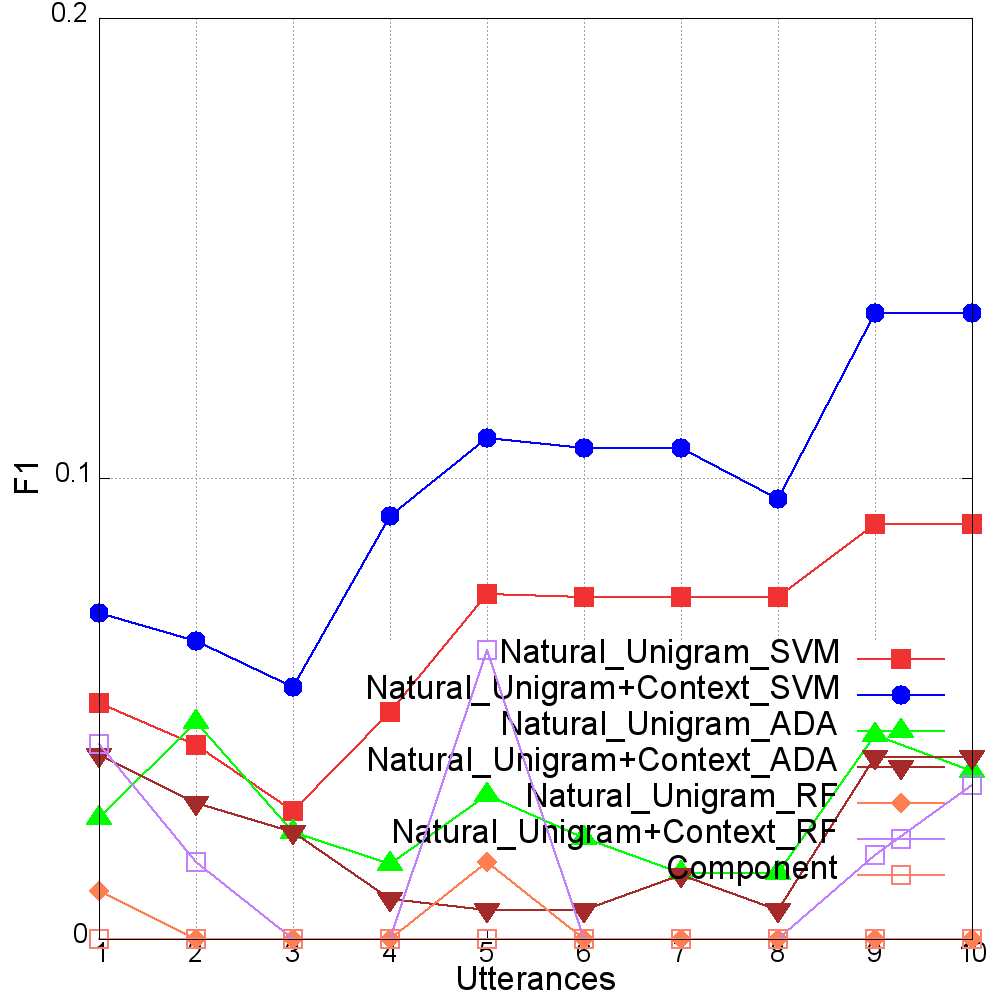 0.2
0.1
0
F1
Natural_Unigram_SVM
Natural_Unigram+Context_SVM
Natural_Unigram_ADA
Natural_Unigram+Context_ADA
Natural_Unigram_RF
Natural_Unigram+Context_RF
Component
1 2 3 4 5 6 7 8 9 10
Utterances